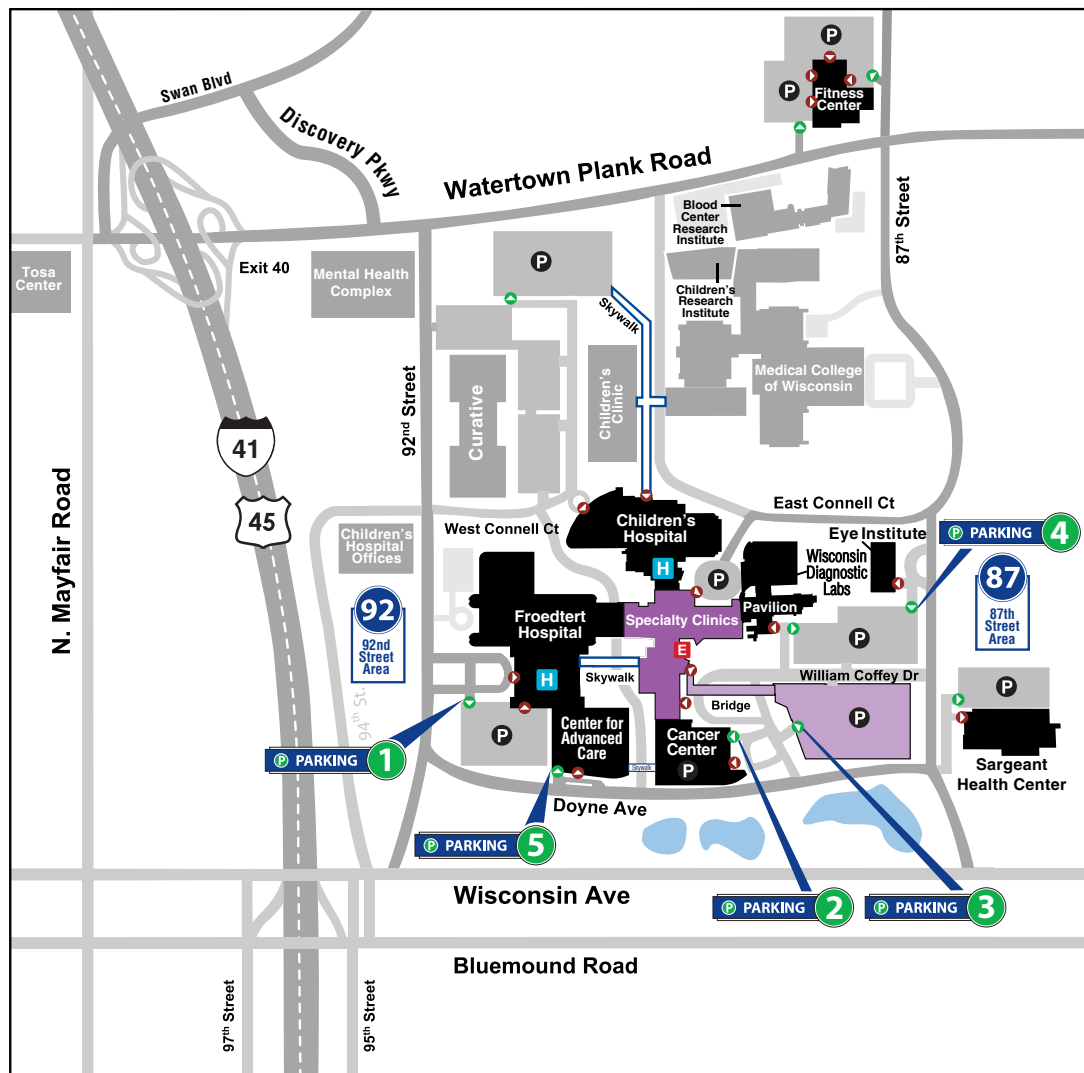 Swan Blvd
Discovery Pkwy
Watertown Plank Road
P
P
Fitness
Center
87th Street
Blood
Center
Research
Institute
Children's
Research
Institute
Tosa
Center
Exit 40
Mental Health
Complex
P
Skywalk
92nd Street
Curative
Children's
Clinic
Medical College
of Wisconsin
41
45
N. Mayfair Road
West Connell Ct
East Connell Ct
Children's
Hospital
Offices
Children's
Hospital
H
P
Eye Institute
Wisconsin
Diagnostic
Labs
Pavilion
P PARKING 4
87
87th
Street
Area
92
92nd
Street
Area
Froedtert
Hospital
H
Specialty Clinics
E
Skywalk
P
William Coffey Dr
Bridge
P
P
Sargeant
Health Center
94th St.
P
Center for
Advanced
Care
Skywalk
Cancer
Center
P
P PARKING 1
Doyne Ave
P PARKING 5
P PARKING 2
P PARKING 3
Wisconsin Ave
Bluemound Road
97th Street
95th Street